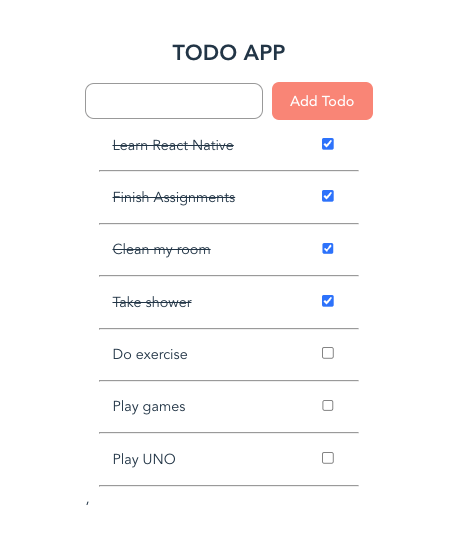 TODO APP
Add Todo
Learn React Native
Finish Assignments
Clean my room
Take shower
Do exercise
Play games
Play UNO
,